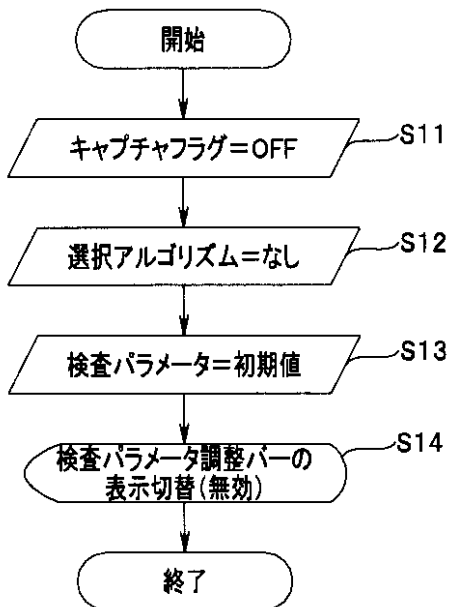 開始
キャプチャフラグ=OFF
S11
選択アルゴリズム=なし
S12
検査パラメータ=初期値
S13
検査パラメータ調整バーの
表示切替(無効)
S14
終了